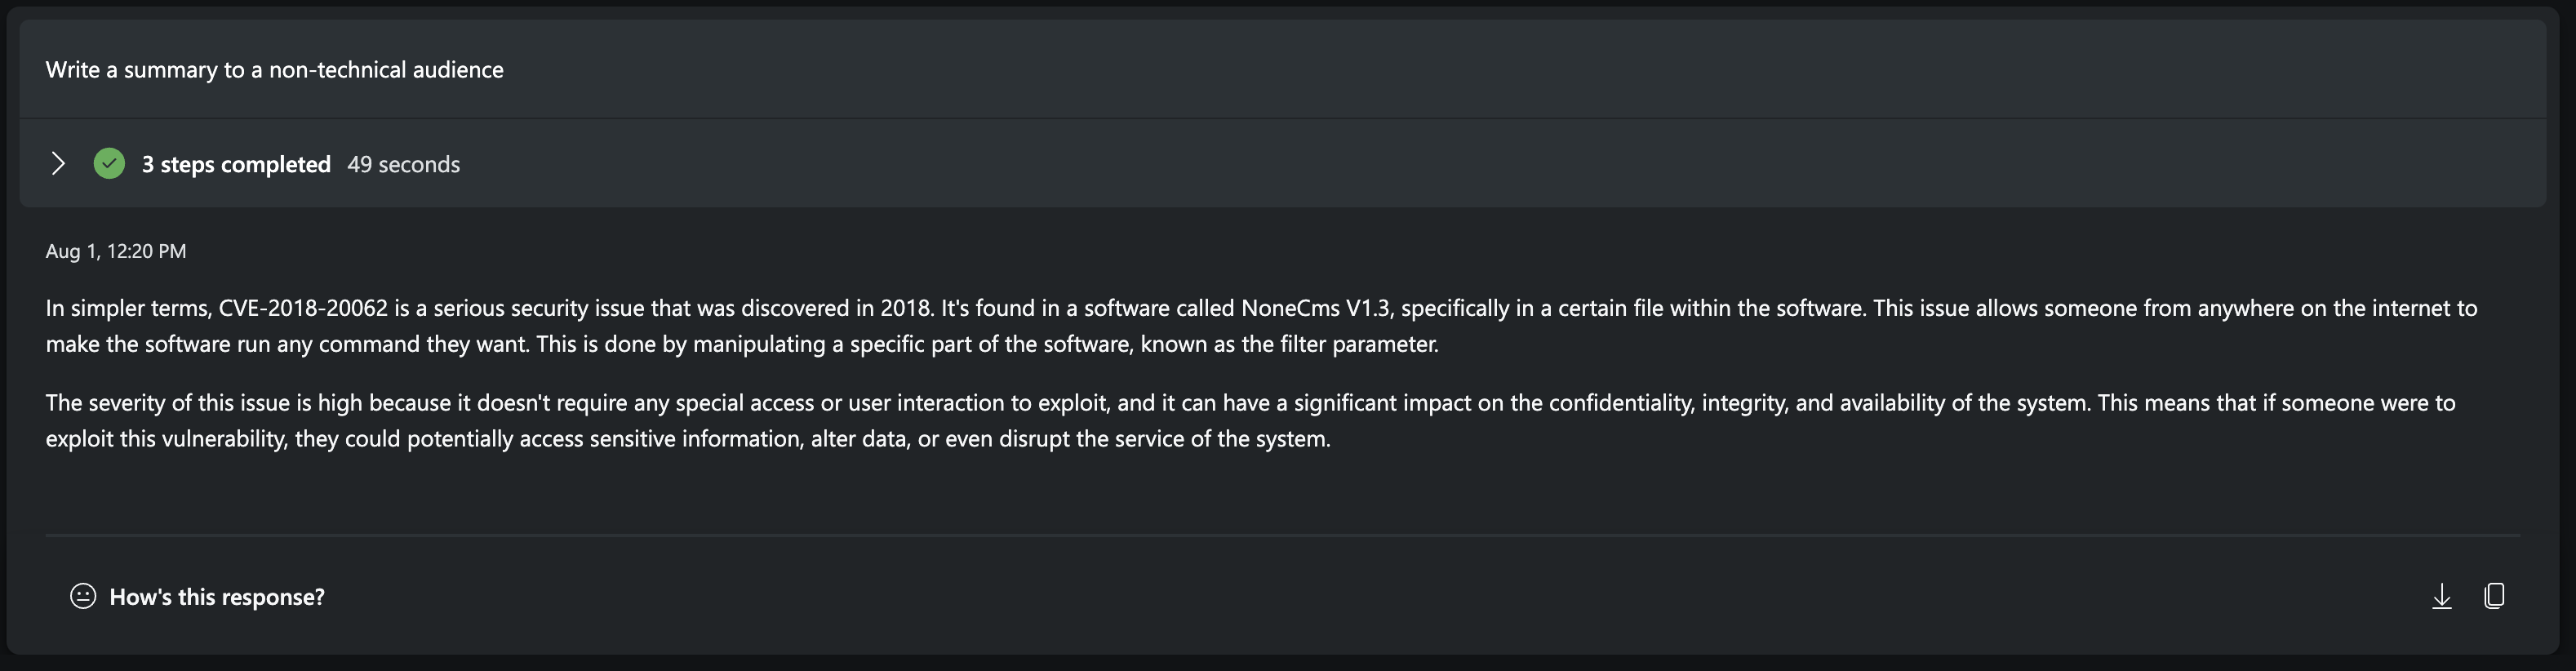 Write a summary to a non-technical audience
3 steps completed 49 seconds
Aug 1, 12:20 PM
In simpler terms, CVE-2018-20062 is a serious security issue that was discovered in 2018. It's found in a software called NoneCms V1.3, specifically in a certain file within the software. This issue allows someone from anywhere on the internet to
make the software run any command they want. This is done by manipulating a specific part of the software, known as the filter parameter.
The severity of this issue is high because it doesn't require any special access or user interaction to exploit, and it can have a significant impact on the confidentiality, integrity, and availability of the system. This means that if someone were to
exploit this vulnerability, they could potentially access sensitive information, alter data, or even disrupt the service of the system.
How's this response?